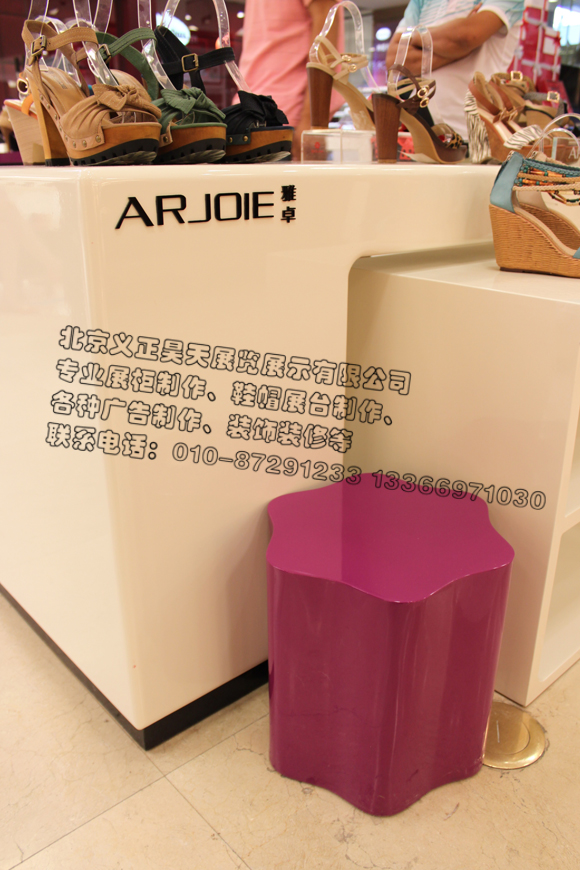 ARJOIE 雅卓
北京义正昊天展览展示有限公司
专业展柜制作、鞋帽展台制作、
各种广告制作、装饰装修等
联系电话：010-87291233 13366971030